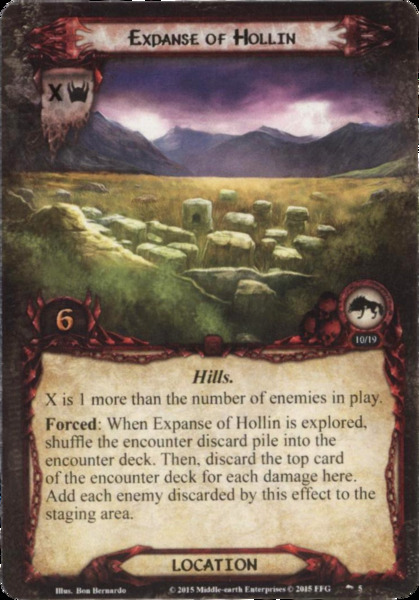 Expanse of Hollin
X
6
10/19
Hills.
X is 1 more than the number of enemies in play.
Forced: When Expanse of Hollin is explored,
shuffle the encounter discard pile into the
encounter deck. Then, discard the top card
of the encounter deck for each damage here.
Add each enemy discarded by this effect to the
staging area.
LOCATION
Illus. Bon Bernardo © 2015 Middle-earth Enterprises © 2015 FFG 5